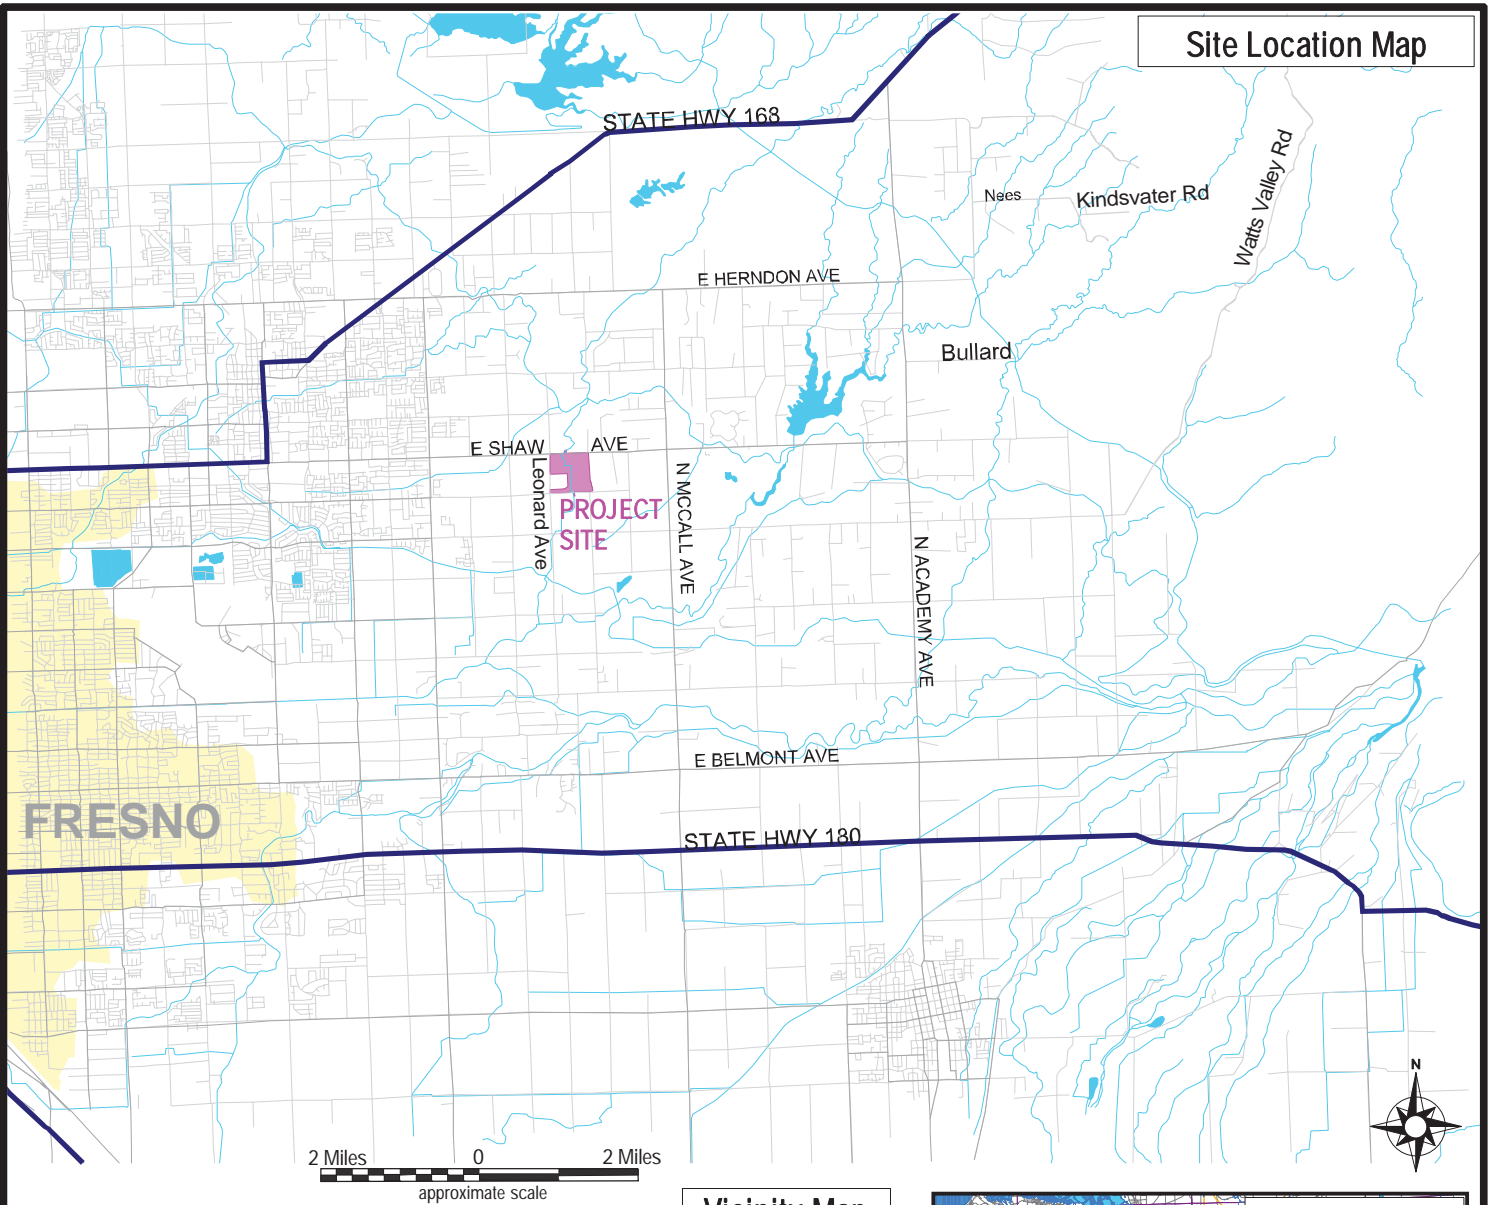 Site Location Map
STATE HWY 168
Nees
Kindsvater Rd
Watts Valley Rd
E HERNDON AVE
Bullard
E SHAW AVE
Leonard Ave
PROJECT
SITE
N MCCALL AVE
N ACADEMY AVE
E BELMONT AVE
FRESNO
STATE HWY 180
N
2 Miles 0 2 Miles
approximate scale
Vicinity Map